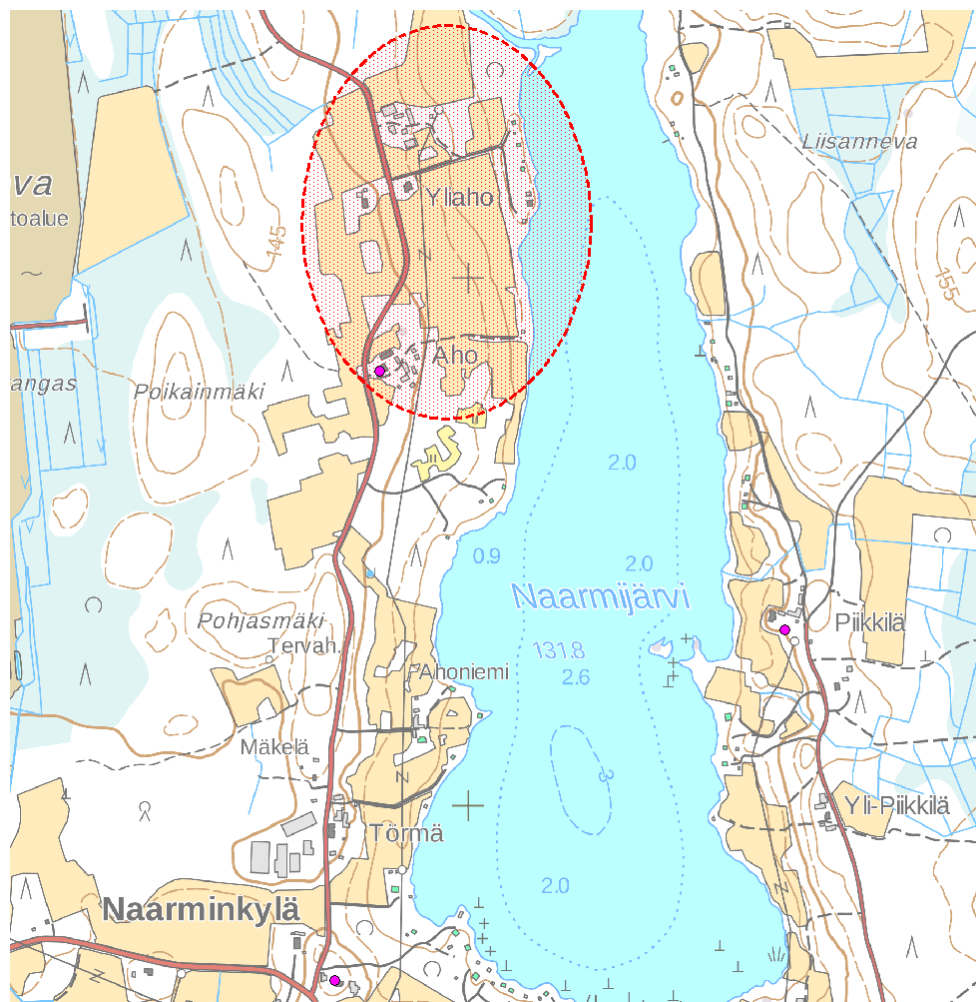 Liisanneva
va
toalue
Yliaho
145
155
Aho
angas
Poikainmäki
2.0
0.9
2.0
Naarmijärvi
Pohjasmäki
Piikkilä
Tervah.
131.8
Ahoniemi
2.6
Mäkelä
3
Yli-Piikkilä
Törmä
2.0
Naarminkylä